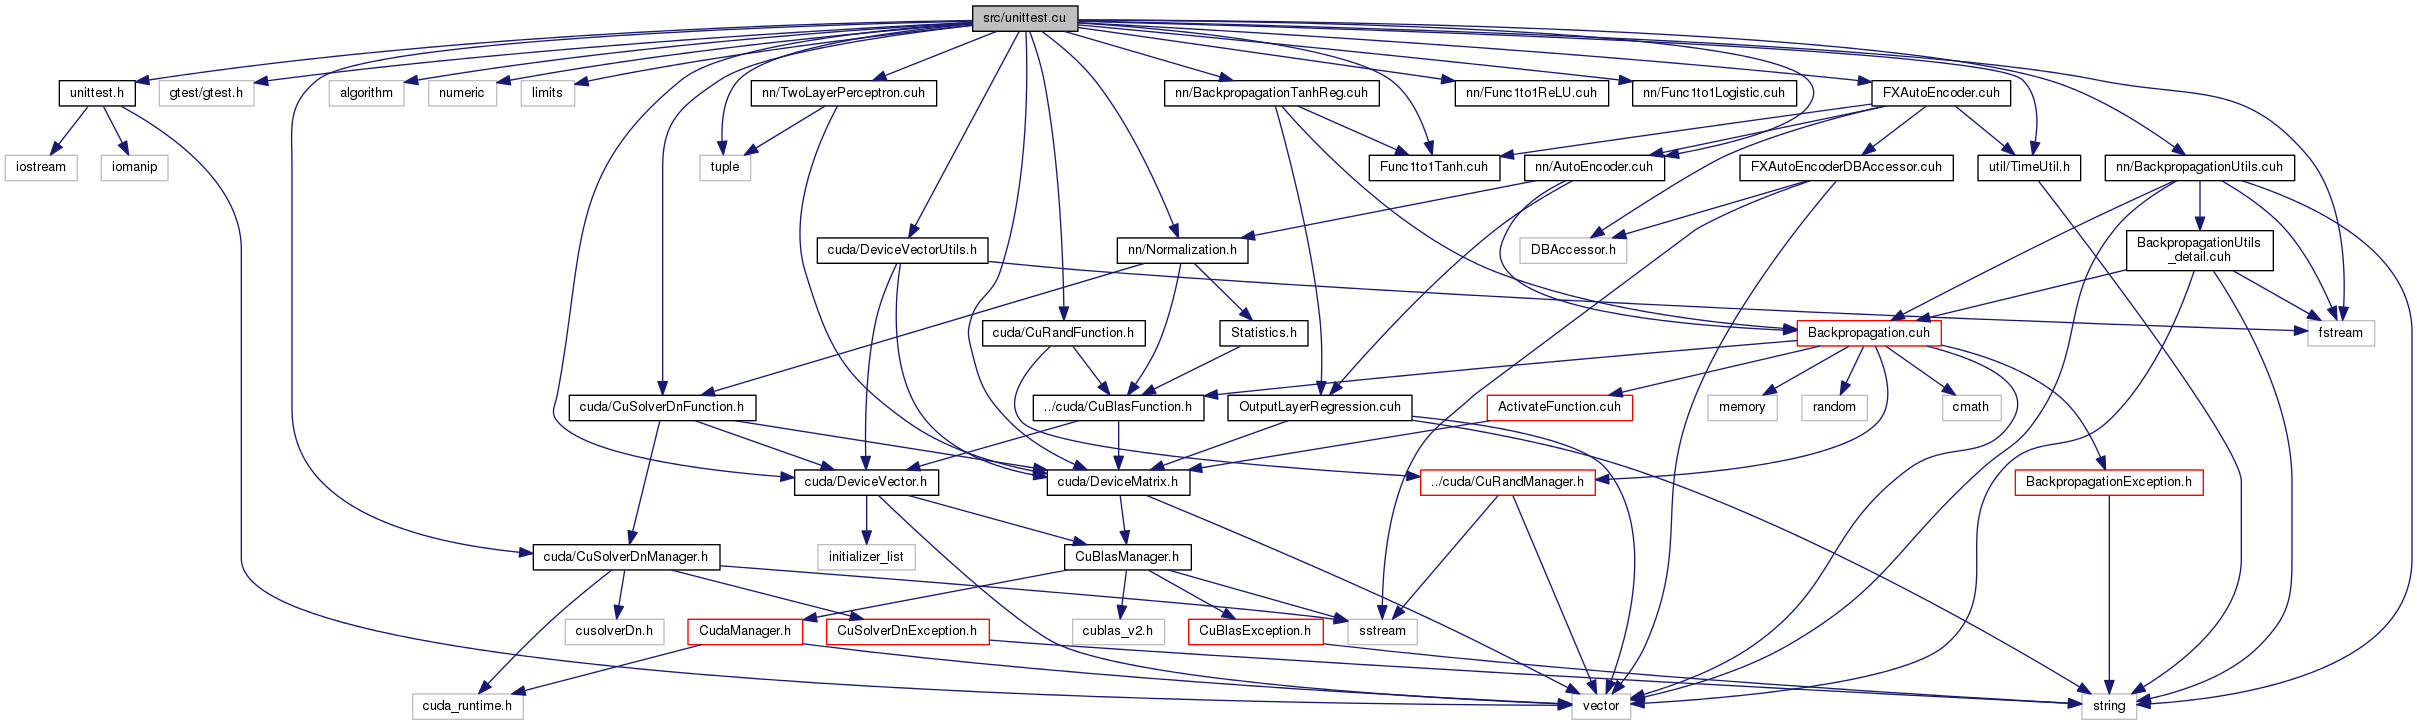 src/unittest.cu
unittest.h
gtest/gtest.h
algorithm
numeric
limits
nn/TwoLayerPerceptron.cuh
nn/BackpropagationTanhReg.cuh
nn/Func1to1ReLU.cuh
nn/Func1to1Logistic.cuh
FXAutoEncoder.cuh
iostream
iomanip
tuple
Func1to1Tanh.cuh
nn/AutoEncoder.cuh
FXAutoEncoderDBAccessor.cuh
util/TimeUtil.h
nn/BackpropagationUtils.cuh
cuda/DeviceVectorUtils.h
nn/Normalization.h
DBAccessor.h
BackpropagationUtils
_detail.cuh
cuda/CuRandFunction.h
Statistics.h
Backpropagation.cuh
fstream
cuda/CuSolverDnFunction.h
../cuda/CuBlasFunction.h
OutputLayerRegression.cuh
ActivateFunction.cuh
memory
random
cmath
cuda/DeviceVector.h
cuda/DeviceMatrix.h
../cuda/CuRandManager.h
BackpropagationException.h
cuda/CuSolverDnManager.h
initializer_list
CuBlasManager.h
cusolverDn.h
CudaManager.h
CuSolverDnException.h
cublas_v2.h
CuBlasException.h
sstream
cuda_runtime.h
vector
string